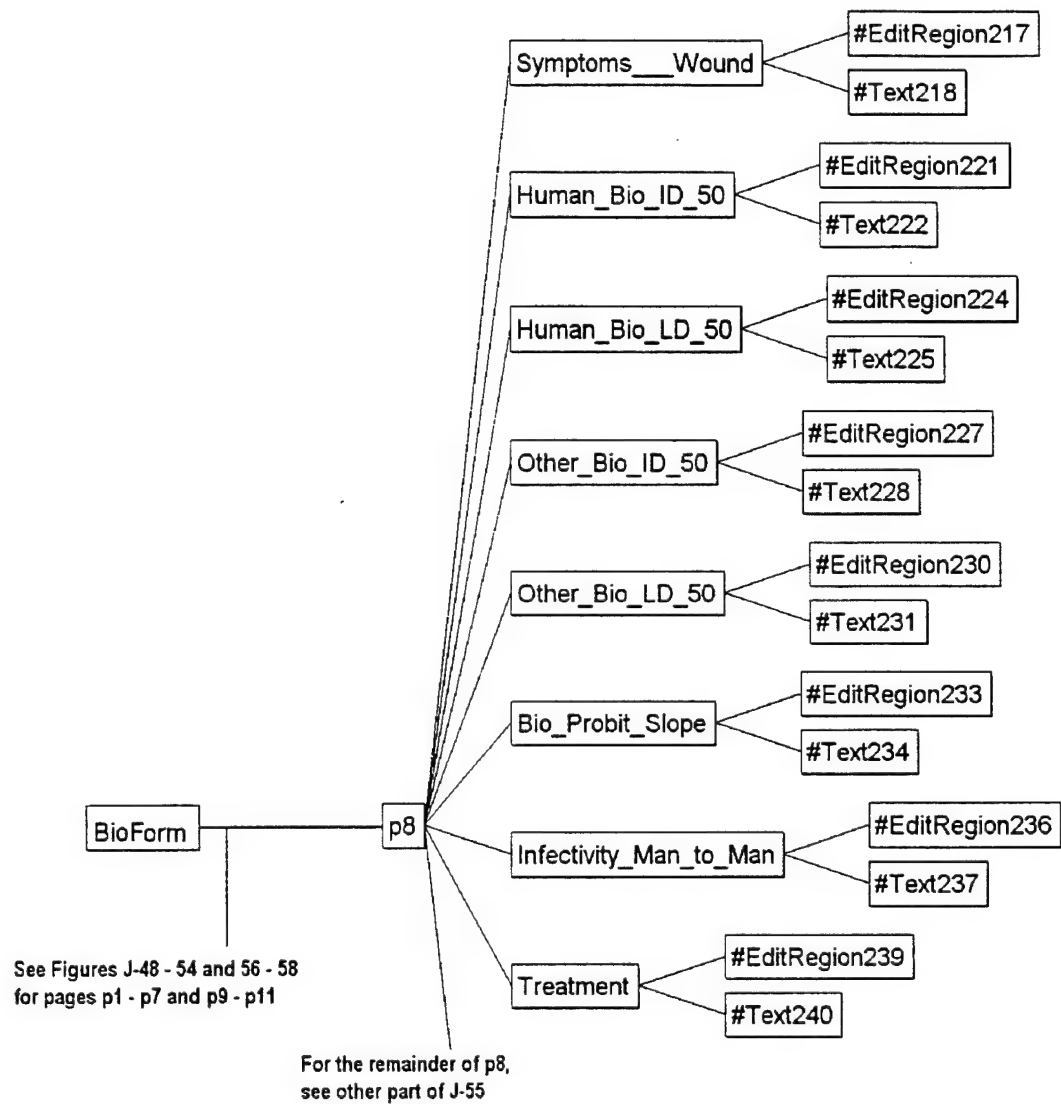 #EditRegion217
Symptoms___Wound
#Text218
#EditRegion221
Human_Bio_ID_50
#Text222
#EditRegion224
Human_Bio_LD_50
#Text225
#EditRegion227
Other_Bio_ID_50
#Text228
#EditRegion230
Other_Bio_LD_50
#Text231
#EditRegion233
Bio_Probit_Slope
#Text234
BioForm
p8
#EditRegion236
Infectivity_Man_to_Man
#Text237
#EditRegion239
Treatment
#Text240
See Figures J-48 - 54 and 56 - 58
for pages p1 - p7 and p9 - p11
For the remainder of p8,
see other part of J-55